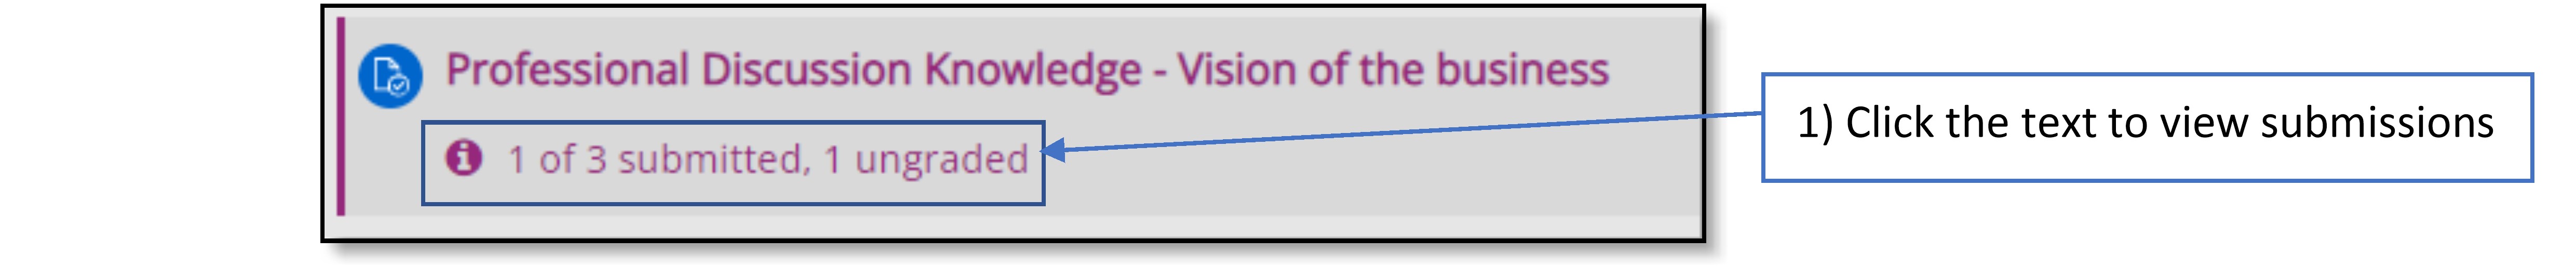 Professional Discussion Knowledge - Vision of the business
1 of 3 submitted, 1 ungraded
1) Click the text to view submissions